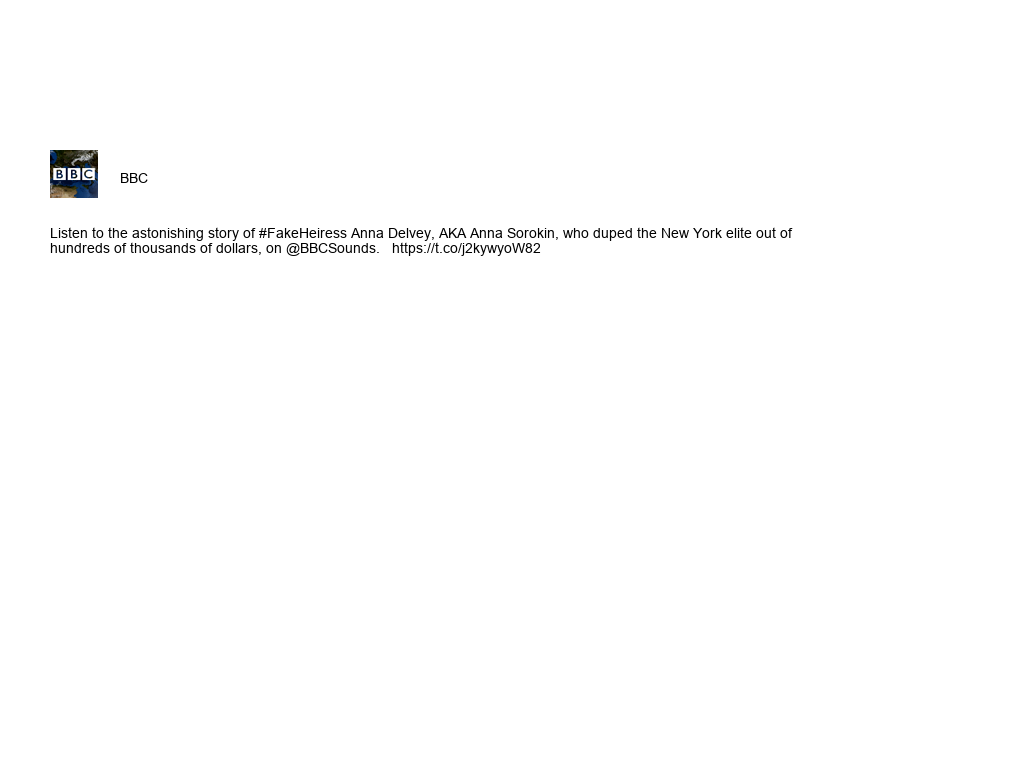 BBC
BBC
Listen to the astonishing story of #FakeHeiress Anna Delvey, AKA Anna Sorokin, who duped the New York elite out of
hundreds of thousands of dollars, on @BBCSounds.   https://t.co/j2kywyoW82